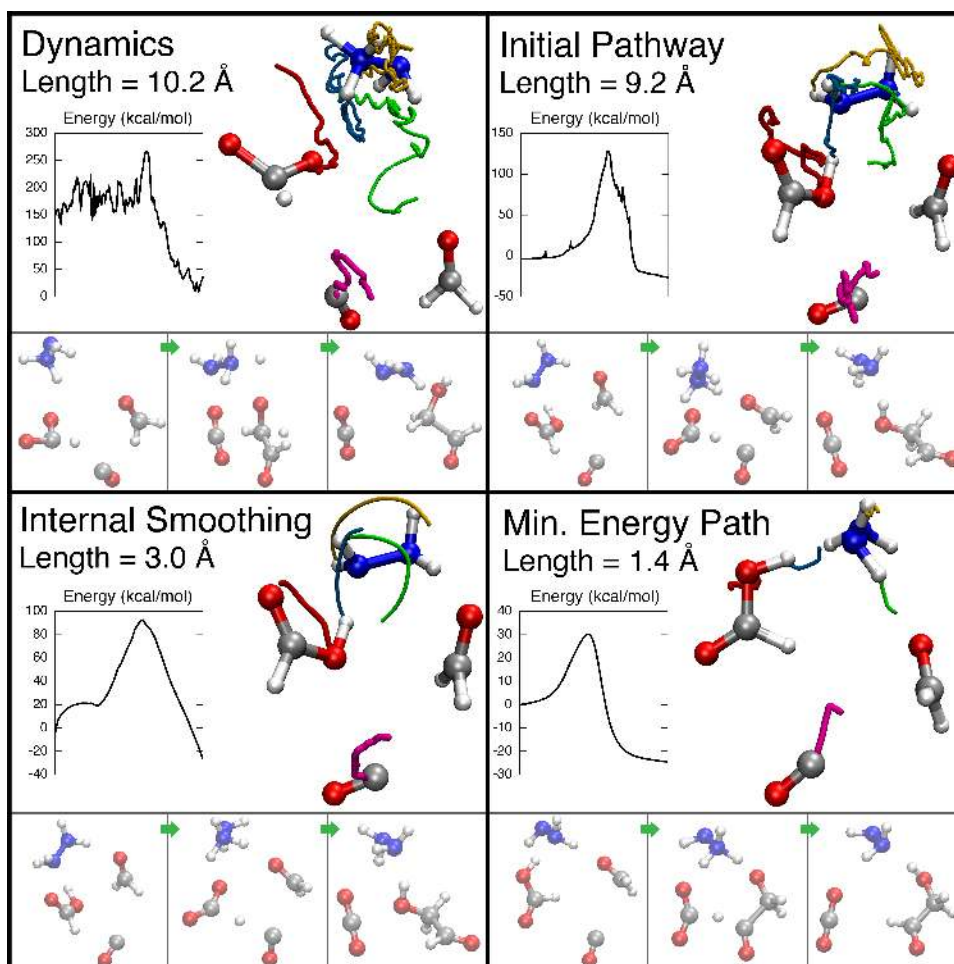 Dynamics
Length = 10.2 Å
Energy (kcal/mol)
300
250
200
150
100
50
0
Initial Pathway
Length = 9.2 Å
Energy (kcal/mol)
150
100
50
0
-50
Internal Smoothing
Length = 3.0 Å
Energy (kcal/mol)
100
80
60
40
20
0
-20
-40
Min. Energy Path
Length = 1.4 Å
Energy (kcal/mol)
40
30
20
10
0
-10
-20
-30